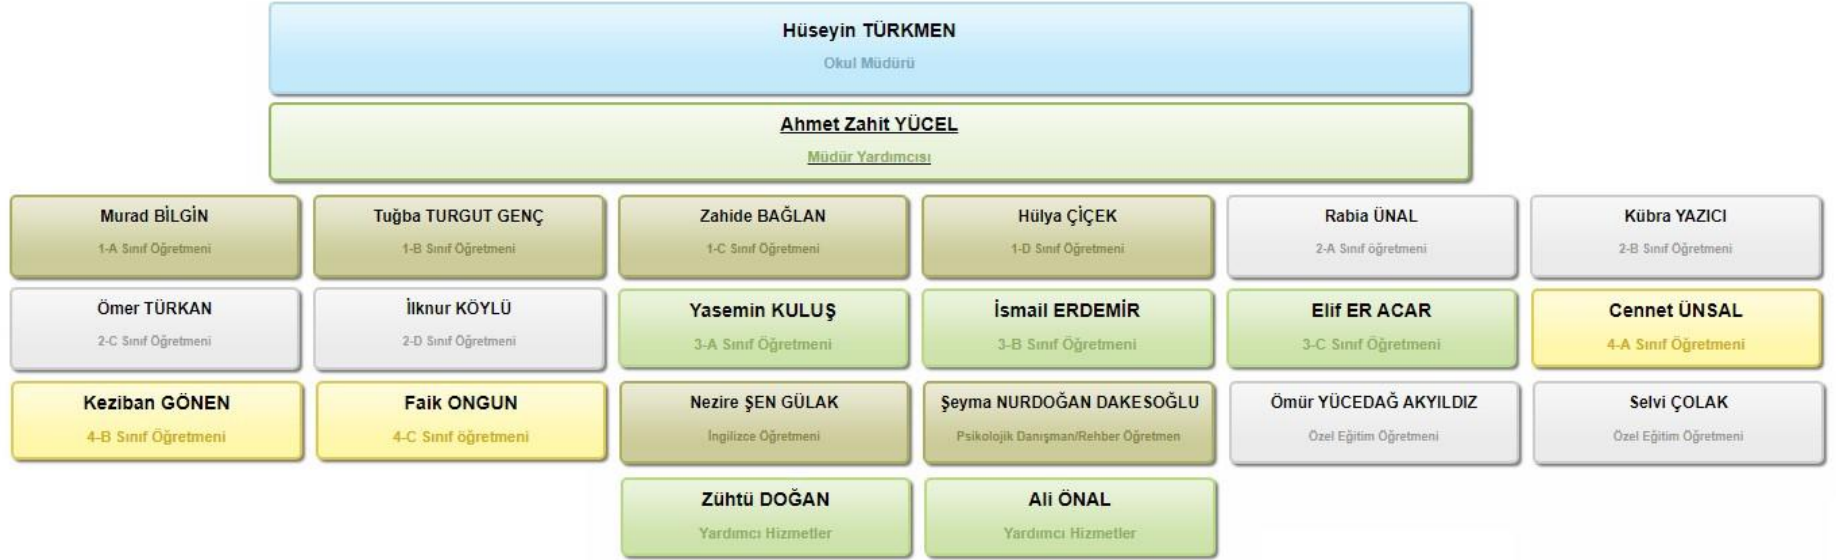 Hüseyin TÜRKMEN
Okul Müdürü
Ahmet Zahit YÜCEL
Müdür Yardımcısı
Murad BİLGİN
1-A Sınıf Öğretmeni
Tuğba TURGUT GENÇ
1-B Sınıf Öğretmeni
Zahide BAĞLAN
1-C Sınıf Öğretmeni
Hülya ÇİÇEK
1-D Sınıf Öğretmeni
Rabia ÜNAL
2-A Sınıf öğretmeni
Kübra YAZICI
2-B Sınıf Öğretmeni
Ömer TÜRKAN
2-C Sınıf Öğretmeni
İlknur KÖYLÜ
2-D Sınıf Öğretmeni
Yasemin KULUŞ
3-A Sınıf Öğretmeni
İsmail ERDEMİR
3-B Sınıf Öğretmeni
Elif ER ACAR
3-C Sınıf Öğretmeni
Cennet ÜNSAL
4-A Sınıf Öğretmeni
Keziban GÖNEN
4-B Sınıf Öğretmeni
Faik ONGUN
4-C Sınıf öğretmeni
Nezire ŞEN GÜLAK
İngilizce Öğretmeni
Şeyma NURDOĞAN DAKESOĞLU
Psikolojik Danışman/Rehber Öğretmen
Ömür YÜCEDAĞ AKYILDIZ
Özel Eğitim Öğretmeni
Selvi ÇOLAK
Özel Eğitim Öğretmeni
Zühtü DOĞAN
Yardımcı Hizmetler
Ali ÖNAL
Yardımcı Hizmetler